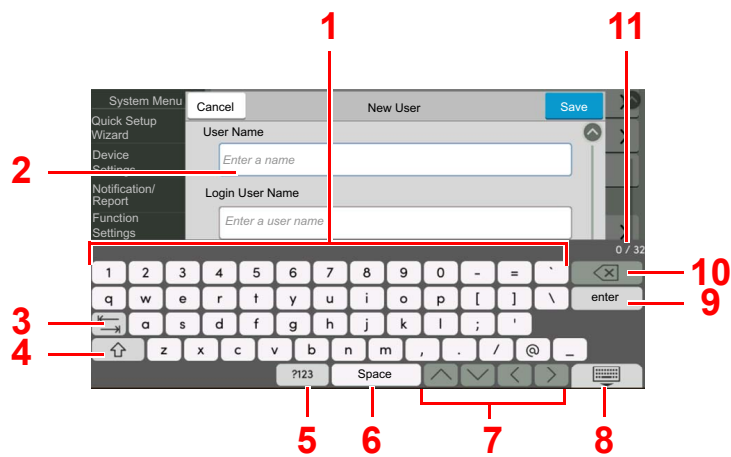 1 11
System Menu Cancel New User Save
Quick Setup
Wizard
User Name
Device
Settings
2 Enter a name
Notification/
Report
Login User Name
Function
Settings
Enter a user name
0 / 32
1 2 3 4 5 6 7 8 9 0 - = ` 10
q w e r t y u i o p [ ] \ enter 9
3 a s d f g h j k l ; '
4 z x c v b n m , . / @ _
?123 Space
5 6 7 8